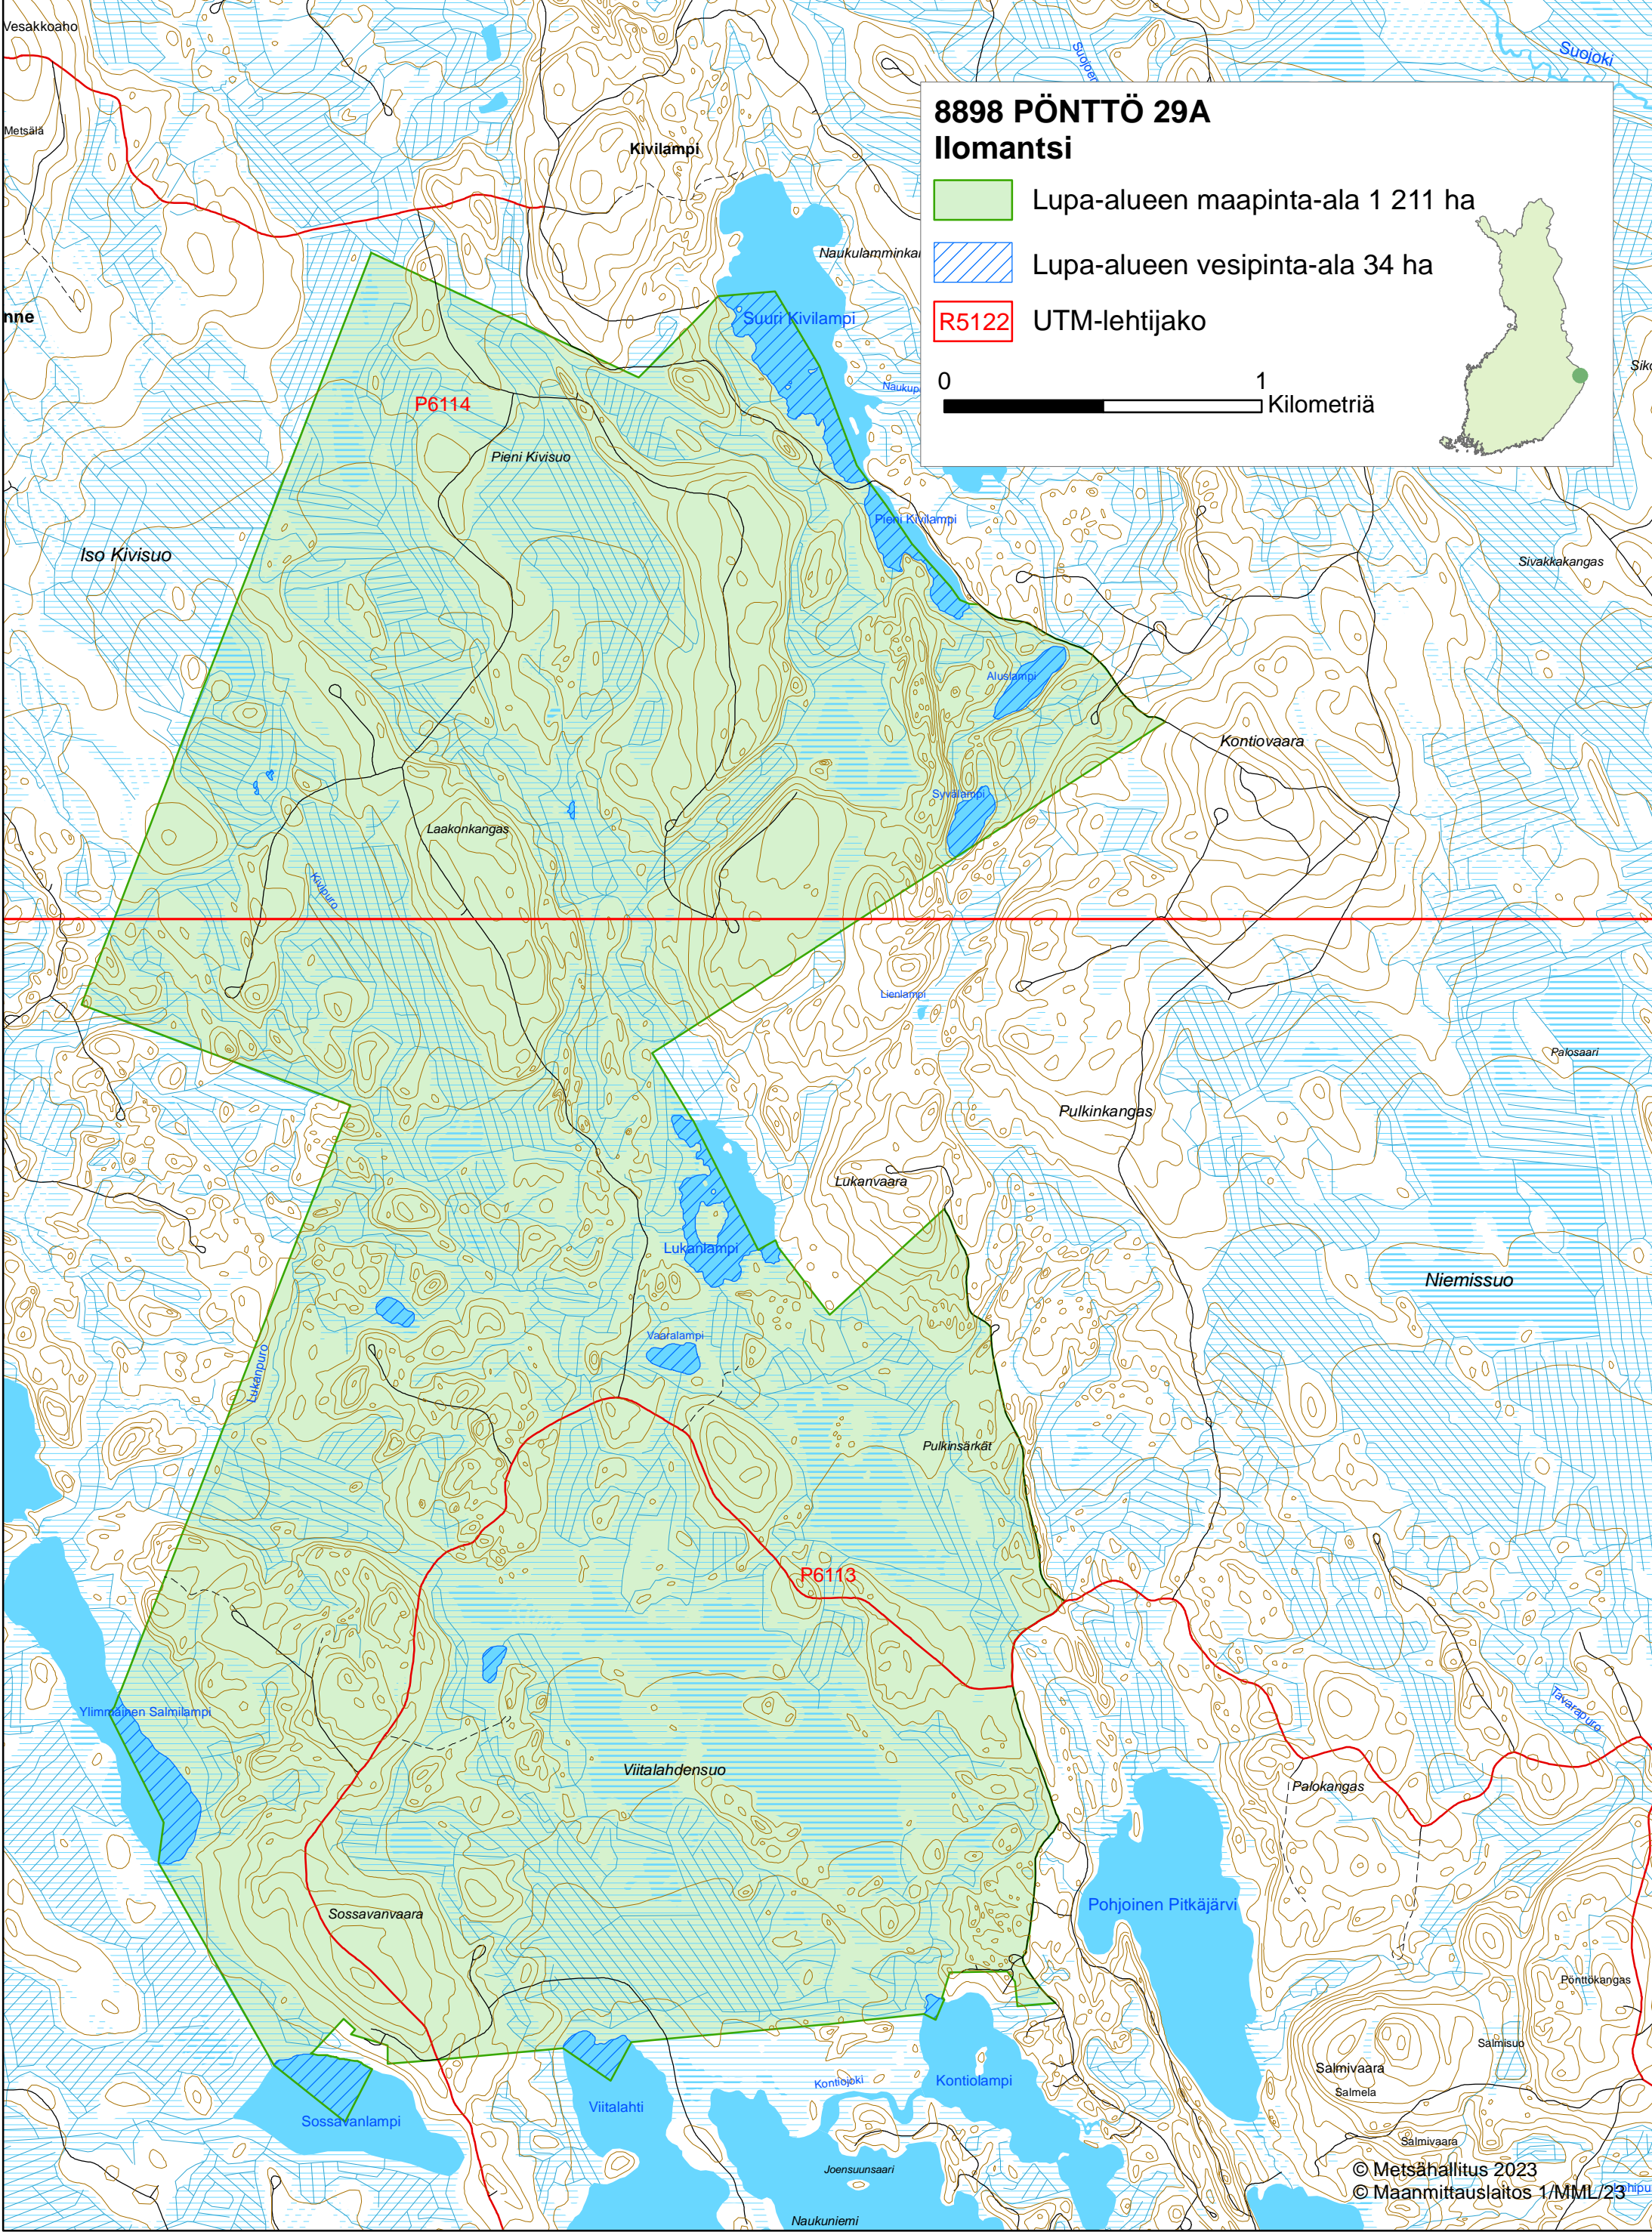 Vesakkoaho
Suojoki
Metsälä
Kivilampi
8898 PÖNTTÖ 29A
Ilomantsi
Lupa-alueen maapinta-ala 1 211 ha
Naukulamminkai
Lupa-alueen vesipinta-ala 34 ha
nne
Suuri Kivilampi
R5122
UTM-lehtijako
0
1
Kilometriä
P6114
Pieni Kivisuo
Pieni Kivilampi
Iso Kivisuo
Sivakkakangas
Aluslampi
Kontiovaara
Syvälampi
Laakonkangas
Kivipuro
Lienlampi
Palosaari
Pulkinkangas
Lukanvaara
Lukanlampi
Niemissuo
Vaaralampi
Lukanpuro
Pulkinsärkät
P6113
Tavarapuro
Ylimmäinen Salmilampi
Viitalahdensuo
Palokangas
Pohjoinen Pitkäjärvi
Sossavanvaara
Pönttökangas
Salmisuo
Salmivaara
Kontiojoki
Kontiolampi
Salmela
Viitalahti
Sossavanlampi
Salmivaara
Joensuunsaari
© Metsähallitus 2023
© Maanmittauslaitos 1/MML/23
Naukuniemi